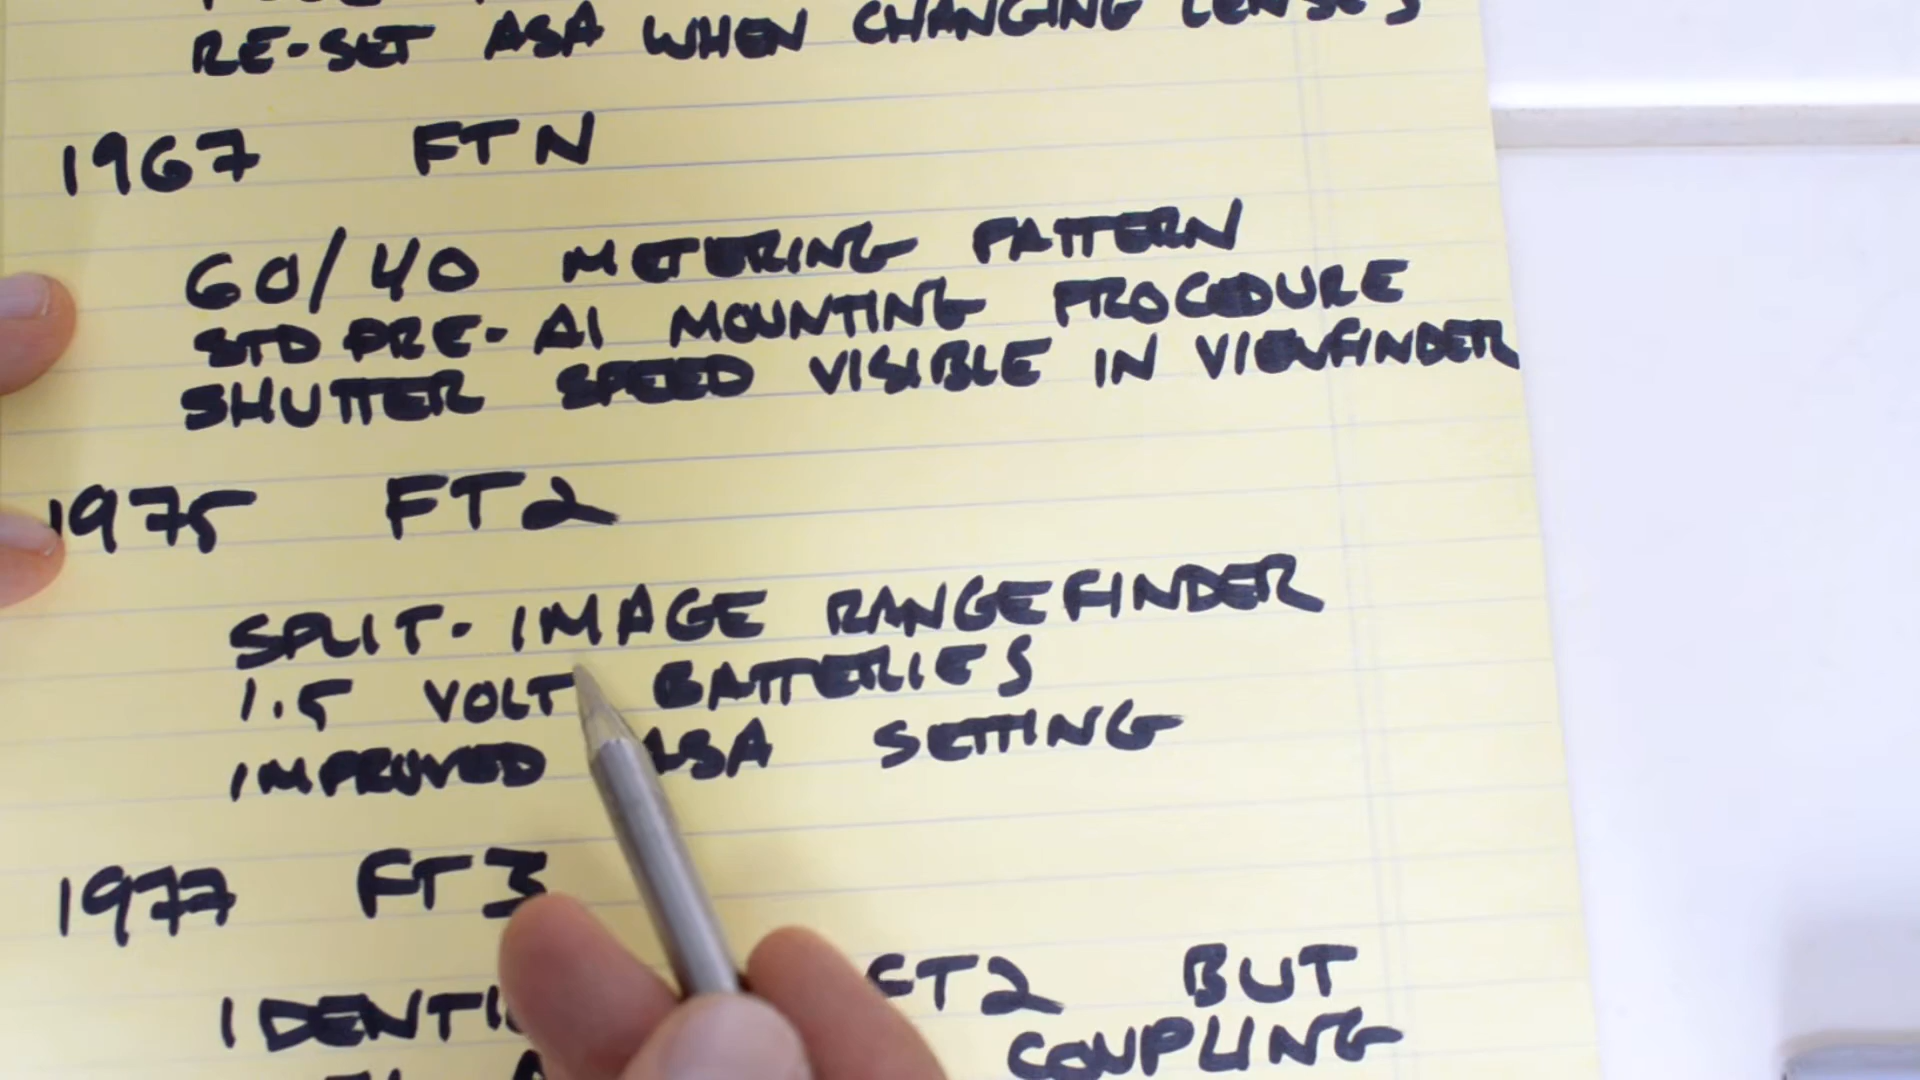 RE-SET ASA WHEN CHANGING LENSES
1967 FTN
60/40 METERING PATTERN
STD PRE-AI MOUNTING PROCEDURE
SHUTTER SPEED VISIBLE IN VIEWFINDER
1975 FT2
SPLIT-IMAGE RANGEFINDER
1.5 VOLT BATTERIES
IMPROVED ASA SETTING
1977 FT3
FT2 BUT
COUPLING